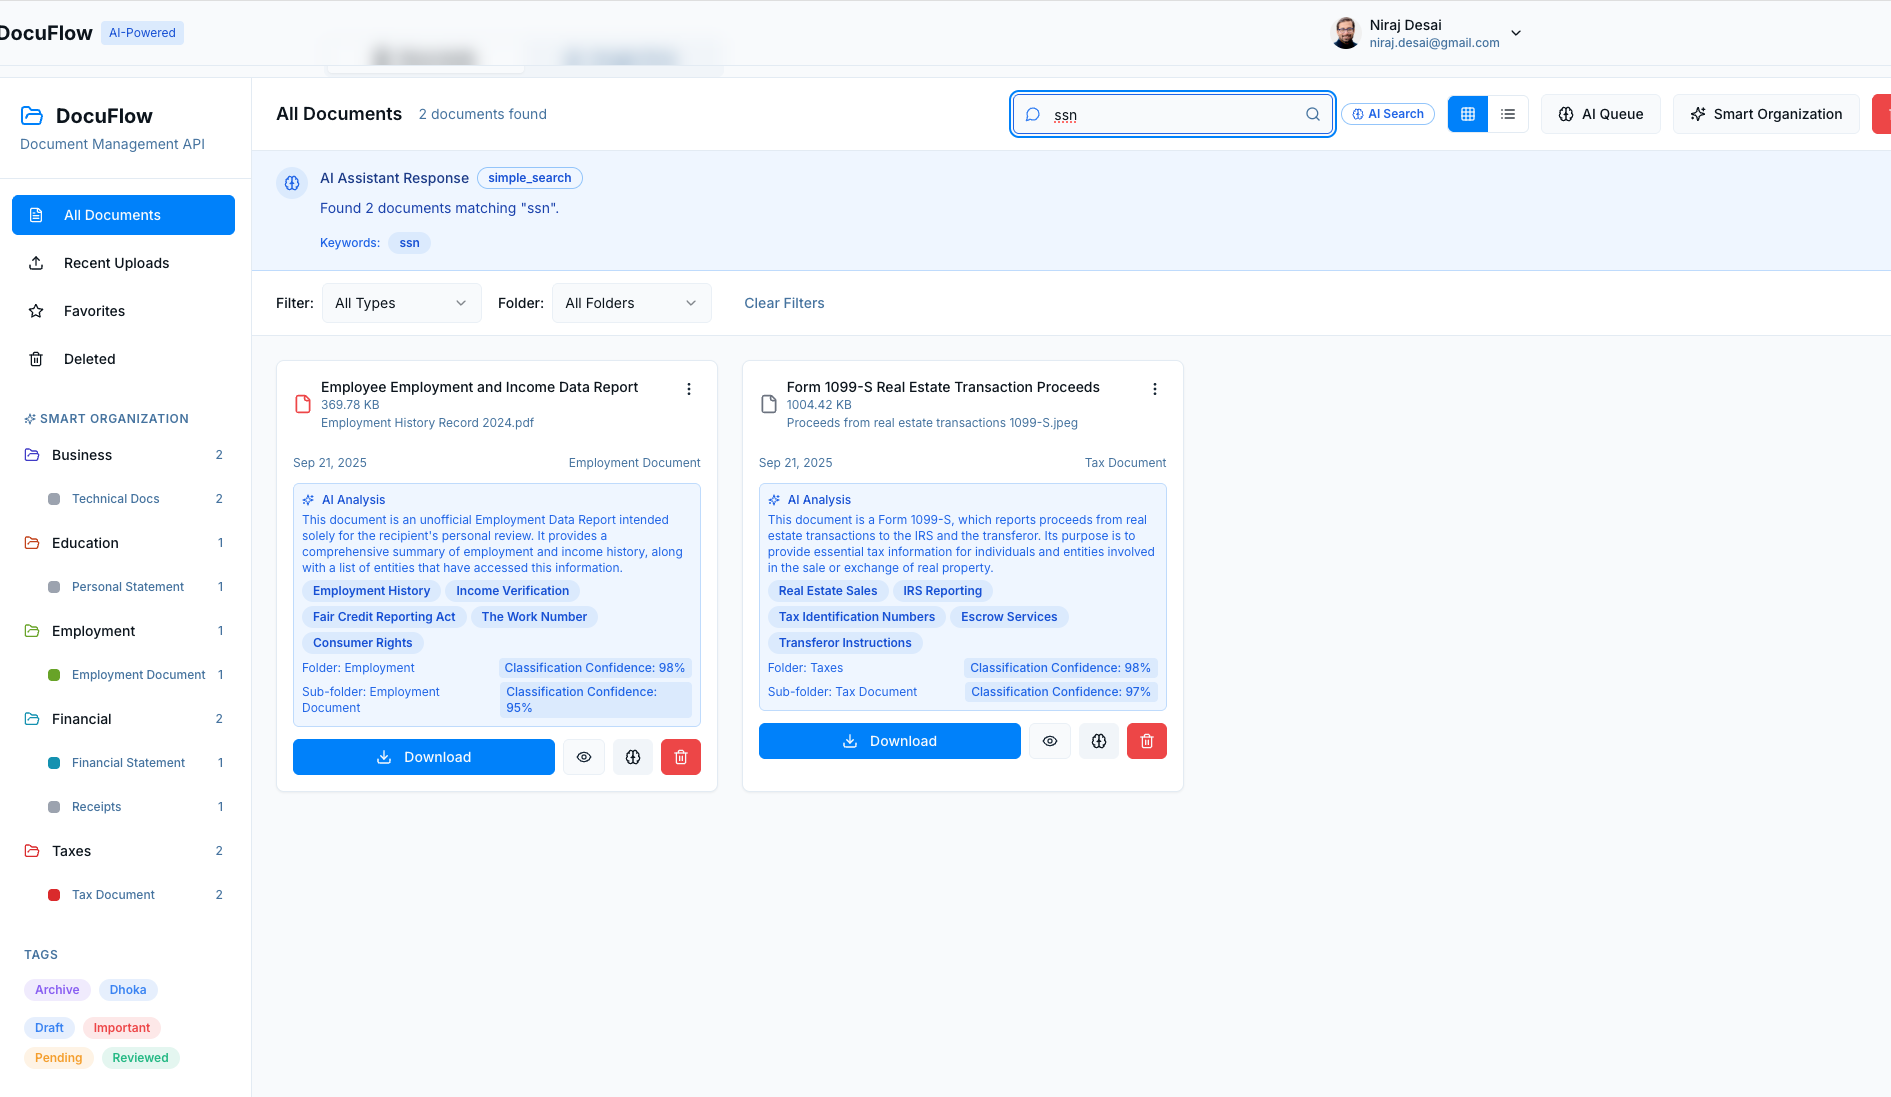 DocuFlow AI-Powered
Niraj Desai
niraj.desai@gmail.com
DocuFlow
Document Management API
All Documents
Recent Uploads
Favorites
Deleted
SMART ORGANIZATION
Business 2
Technical Docs 2
Education 1
Personal Statement 1
Employment 1
Employment Document 1
Financial 2
Financial Statement 1
Receipts 1
Taxes 2
Tax Document 2
TAGS
Archive Dhoka
Draft Important
Pending Reviewed
All Documents 2 documents found ssn AI Search AI Queue Smart Organization
AI Assistant Response simple_search
Found 2 documents matching "ssn".
Keywords: ssn
Filter: All Types Folder: All Folders Clear Filters
Employee Employment and Income Data Report
369.78 KB
Employment History Record 2024.pdf
Sep 21, 2025 Employment Document
AI Analysis
This document is an unofficial Employment Data Report intended
solely for the recipient's personal review. It provides a
comprehensive summary of employment and income history, along
with a list of entities that have accessed this information.
Employment History Income Verification
Fair Credit Reporting Act The Work Number
Consumer Rights
Folder: Employment Classification Confidence: 98%
Sub-folder: Employment
Document
Classification Confidence:
95%
Download
Form 1099-S Real Estate Transaction Proceeds
1004.42 KB
Proceeds from real estate transactions 1099-S.jpeg
Sep 21, 2025 Tax Document
AI Analysis
This document is a Form 1099-S, which reports proceeds from real
estate transactions to the IRS and the transferor. Its purpose is to
provide essential tax information for individuals and entities involved
in the sale or exchange of real property.
Real Estate Sales IRS Reporting
Tax Identification Numbers Escrow Services
Transferor Instructions
Folder: Taxes Classification Confidence: 98%
Sub-folder: Tax Document Classification Confidence: 97%
Download